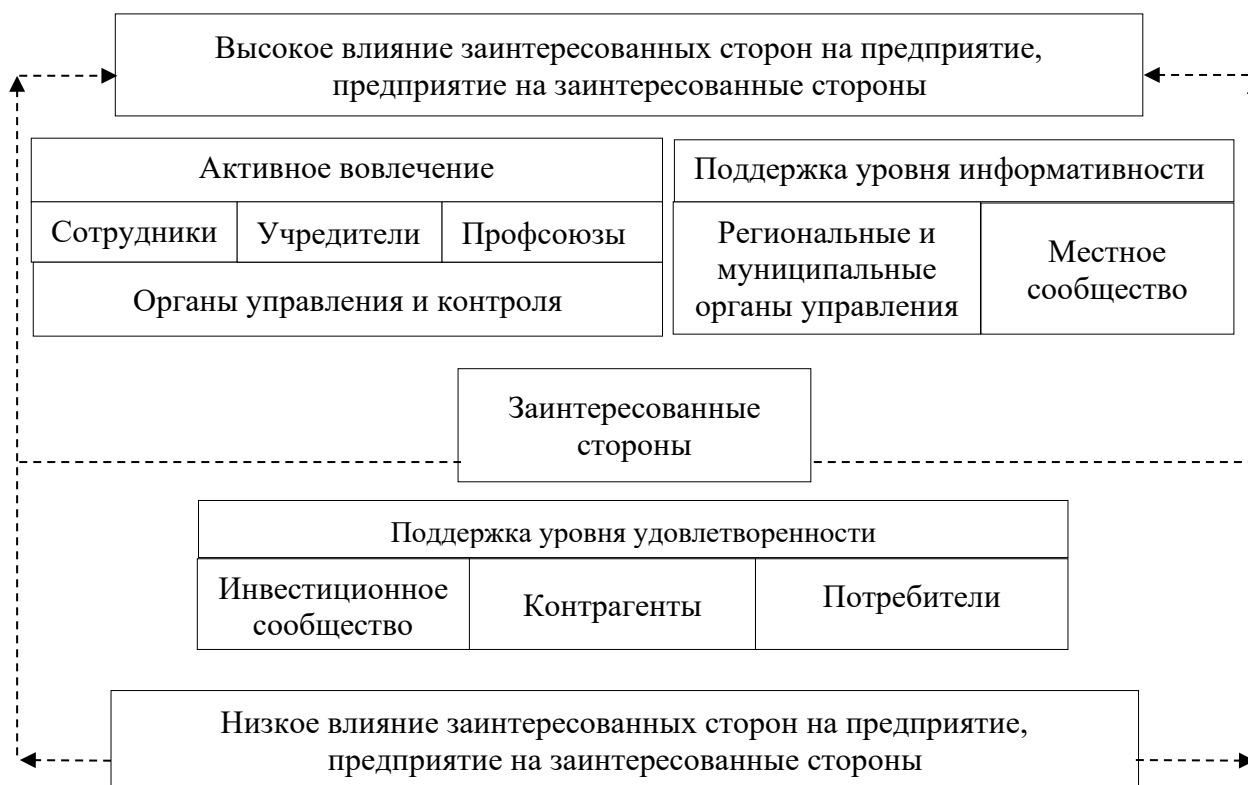 Высокое влияние заинтересованных сторон на предприятие,
предприятие на заинтересованные стороны
Активное вовлечение
Сотрудники
Учредители
Профсоюзы
Органы управления и контроля
Поддержка уровня информативности
Региональные и
муниципальные
органы управления
Местное
сообщество
Заинтересованные
стороны
Поддержка уровня удовлетворенности
Инвестиционное
сообщество
Контрагенты
Потребители
Низкое влияние заинтересованных сторон на предприятие,
предприятие на заинтересованные стороны